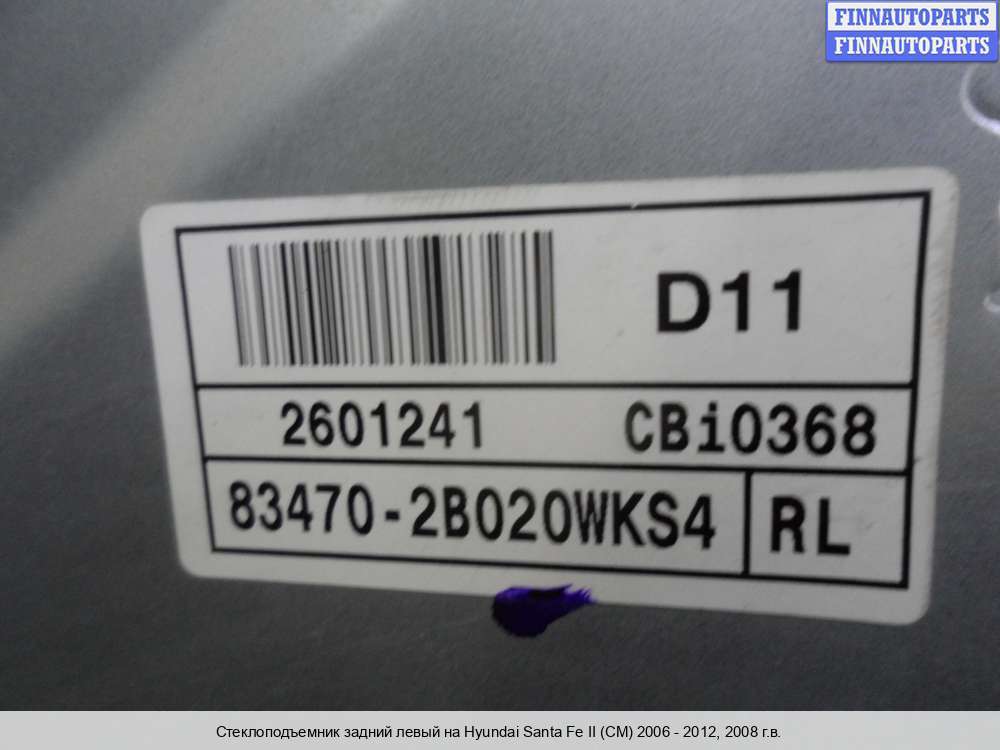 FINNAUTOPARTS
FINNAUTOPARTS
D11
2601241 CBi0368
83470-2B020WKS4 RL
Стеклоподъемник задний левый на Hyundai Santa Fe II (CM) 2006 - 2012, 2008 г.в.